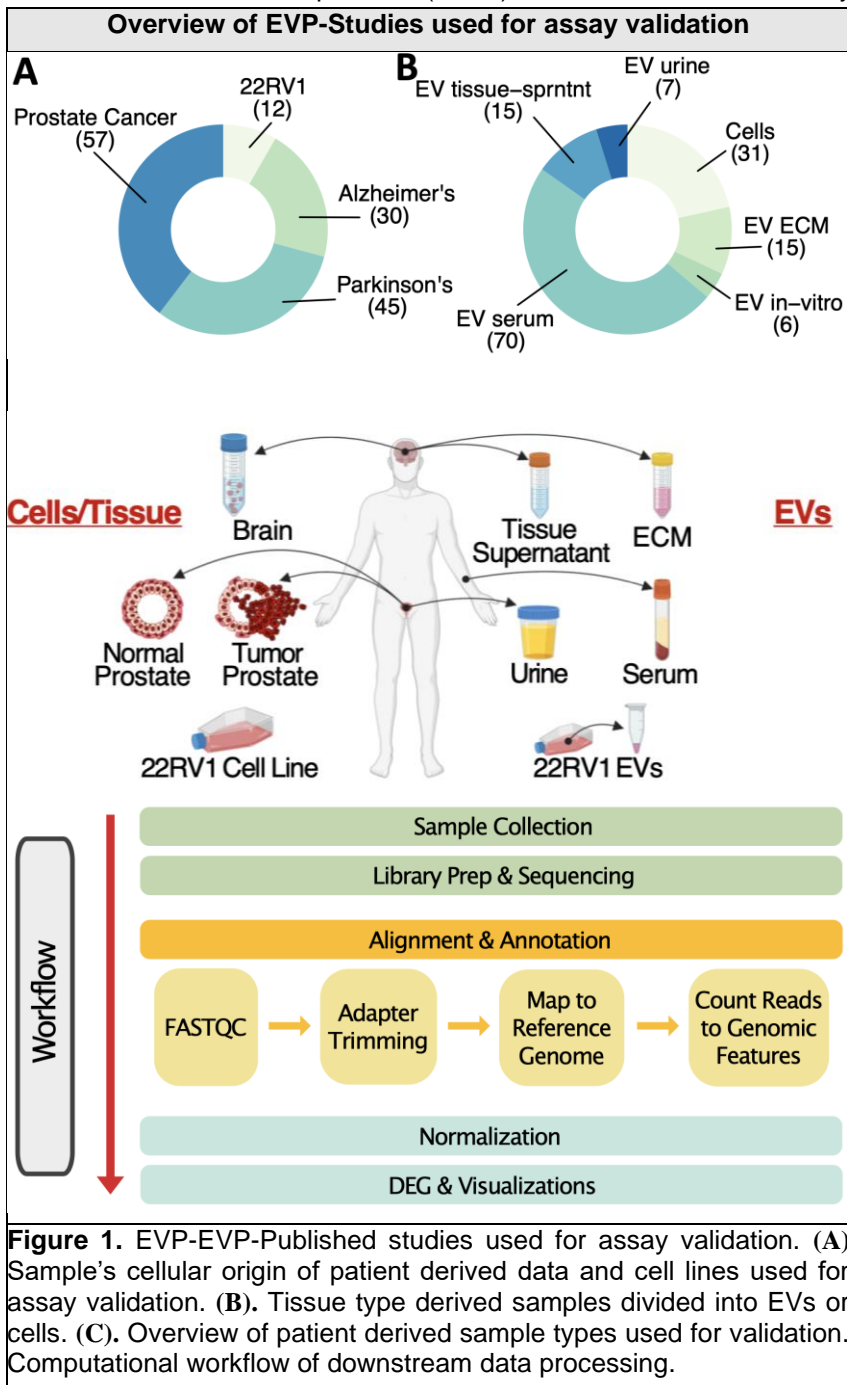 Overview of EVP-Studies used for assay validation
A
22RV1
(12)
Prostate Cancer
(57)
Alzheimer's
(30)
Parkinson's
(45)
B
EV urine
(7)
EV tissue–sprntnt
(15)
Cells
(31)
EV ECM
(15)
EV in–vitro
(6)
EV serum
(70)
Cells/Tissue
EVs
Brain
Tissue
Supernatant
ECM
Normal
Prostate
Tumor
Prostate
Urine
Serum
22RV1 Cell Line
22RV1 EVs
Workflow
Sample Collection
Library Prep & Sequencing
Alignment & Annotation
FASTQC
Adapter
Trimming
Map to
Reference
Genome
Count Reads
to Genomic
Features
Normalization
DEG & Visualizations
Figure 1. EVP-EVP-Published studies used for assay validation. (A)
Sample's cellular origin of patient derived data and cell lines used for
assay validation. (B). Tissue type derived samples divided into EVs or
cells. (C). Overview of patient derived sample types used for validation.
Computational workflow of downstream data processing.